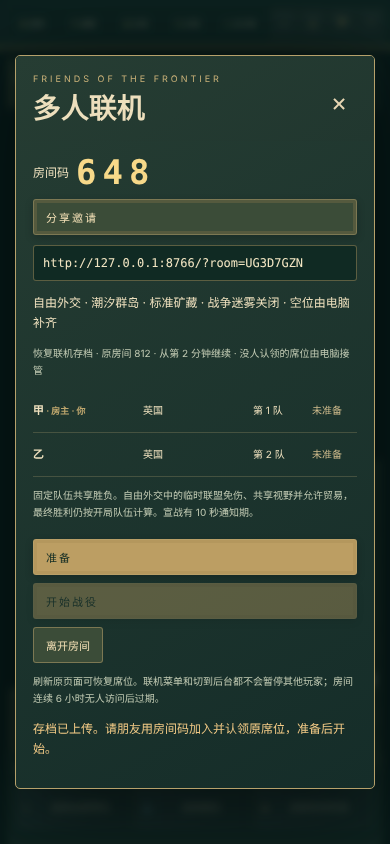 FRIENDS OF THE FRONTIER
多人联机
×
房间码 648
分享邀请
http://127.0.0.1:8766/?room=UG3D7GZN
自由外交 · 潮汐群岛 · 标准矿藏 · 战争迷雾关闭 · 空位由电脑
补齐
恢复联机存档 · 原房间 812 · 从第 2 分钟继续 · 没人认领的席位由电脑接
管
甲 · 房主 · 你 英国 第 1 队 未准备
乙 英国 第 2 队 未准备
固定队伍共享胜负。自由外交中的临时联盟免伤、共享视野并允许贸易，
最终胜利仍按开局队伍计算。宣战有 10 秒通知期。
准备
开始战役
离开房间
刷新原页面可恢复席位。联机菜单和切到后台都不会暂停其他玩家；房间
连续 6 小时无人访问后过期。
存档已上传。请朋友用房间码加入并认领原席位，准备后开
始。